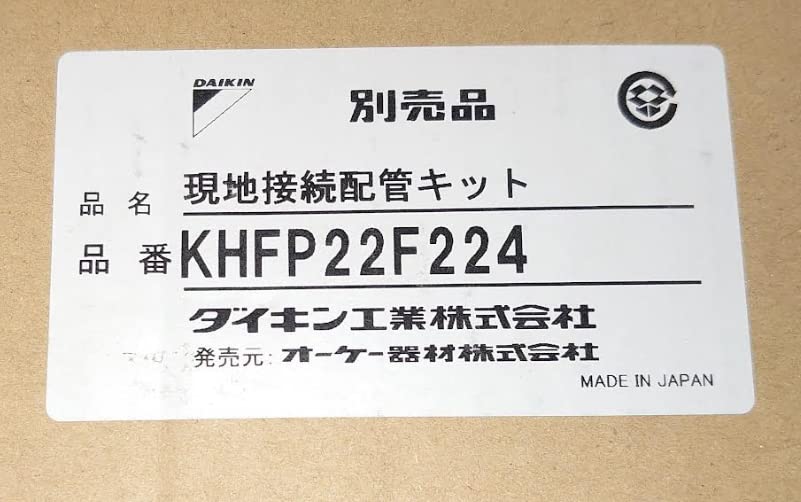 DAIKIN
別売品
品名 現地接続配管キット
品番 KHFP22F224
ダイキン工業株式会社
発売元:オーケー器材株式会社
MADE IN JAPAN